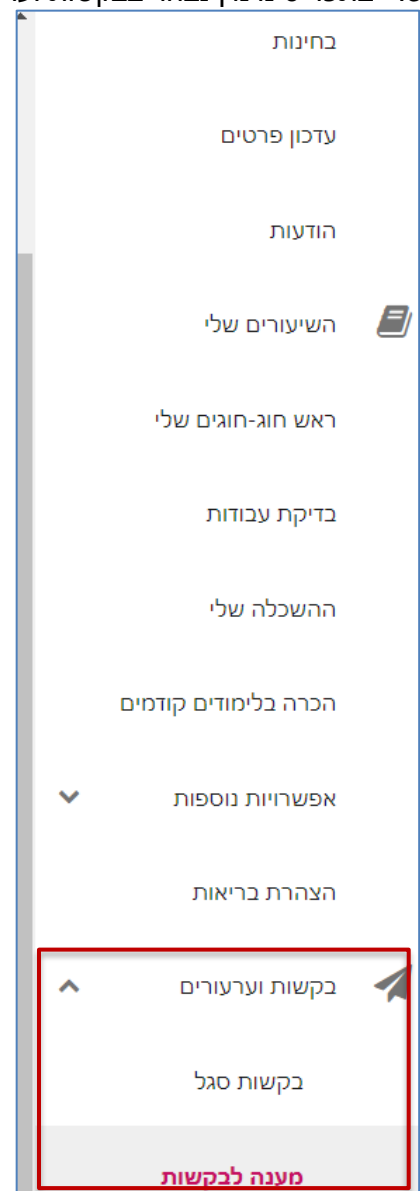 בחינות
עדכון פרטים
הודעות
השיעורים שלי
ראש חוג-חוגים שלי
בדיקת עבודות
ההשכלה שלי
הכרה בלימודים קודמים
אפשרויות נוספות
הצהרת בריאות
בקשות וערעורים
בקשות סגל
מענה לבקשות